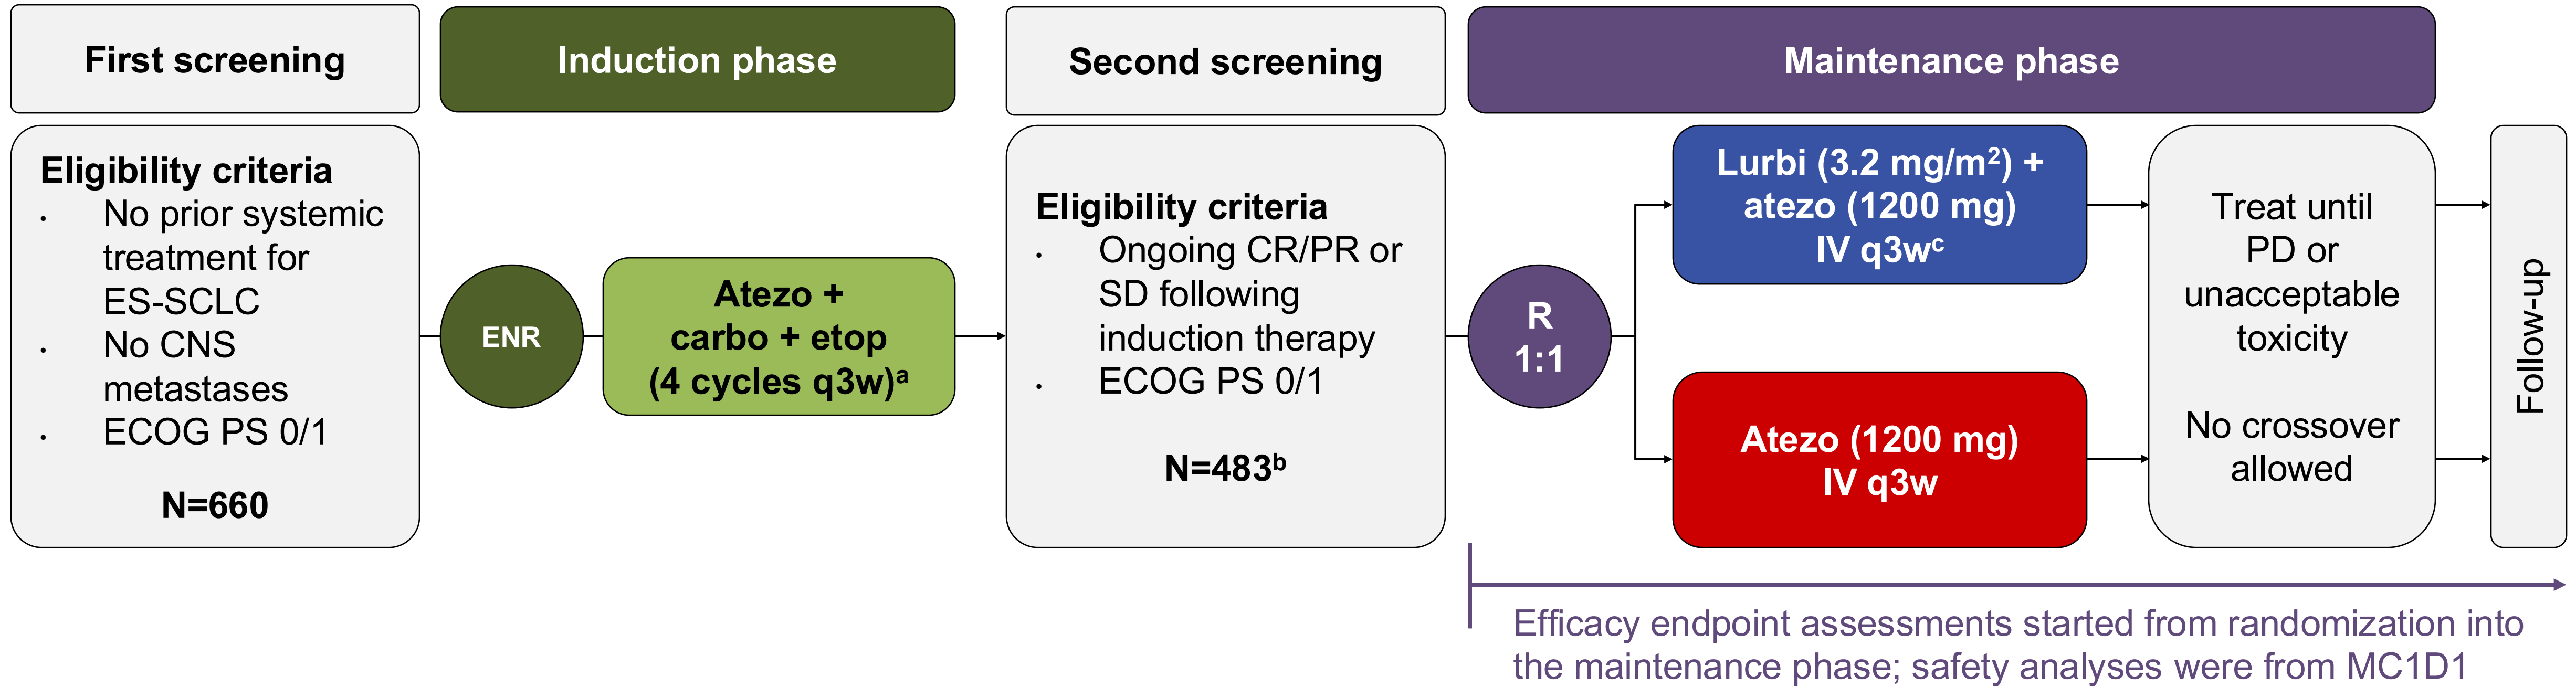 First screening
Induction phase
Second screening
Maintenance phase
Eligibility criteria
• No prior systemic
treatment for
ES-SCLC
• No CNS
metastases
• ECOG PS 0/1
N=660
ENR
Atezo +
carbo + etop
(4 cycles q3w)ᵃ
Eligibility criteria
• Ongoing CR/PR or
SD following
induction therapy
• ECOG PS 0/1
N=483ᵇ
R
1:1
Lurbi (3.2 mg/m²) +
atezo (1200 mg)
IV q3wᶜ
Atezo (1200 mg)
IV q3w
Treat until
PD or
unacceptable
toxicity
No crossover
allowed
Follow-up
Efficacy endpoint assessments started from randomization into
the maintenance phase; safety analyses were from MC1D1